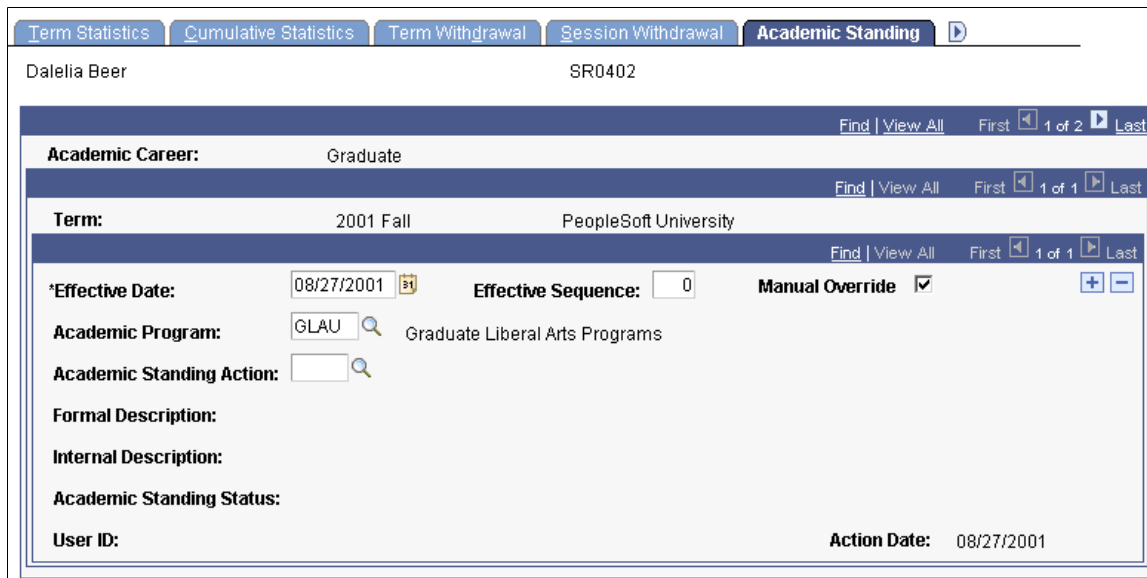 Term Statistics Cumulative Statistics Term Withdrawal Session Withdrawal Academic Standing
Dalelia Beer SR0402
Find | View All First 1 of 2 Last
Academic Career: Graduate
Find | View All First 1 of 1 Last
Term: 2001 Fall PeopleSoft University
Find | View All First 1 of 1 Last
*Effective Date: 08/27/2001 31 Effective Sequence: 0 Manual Override
Academic Program: GLAU Graduate Liberal Arts Programs
Academic Standing Action:
Formal Description:
Internal Description:
Academic Standing Status:
User ID: Action Date: 08/27/2001